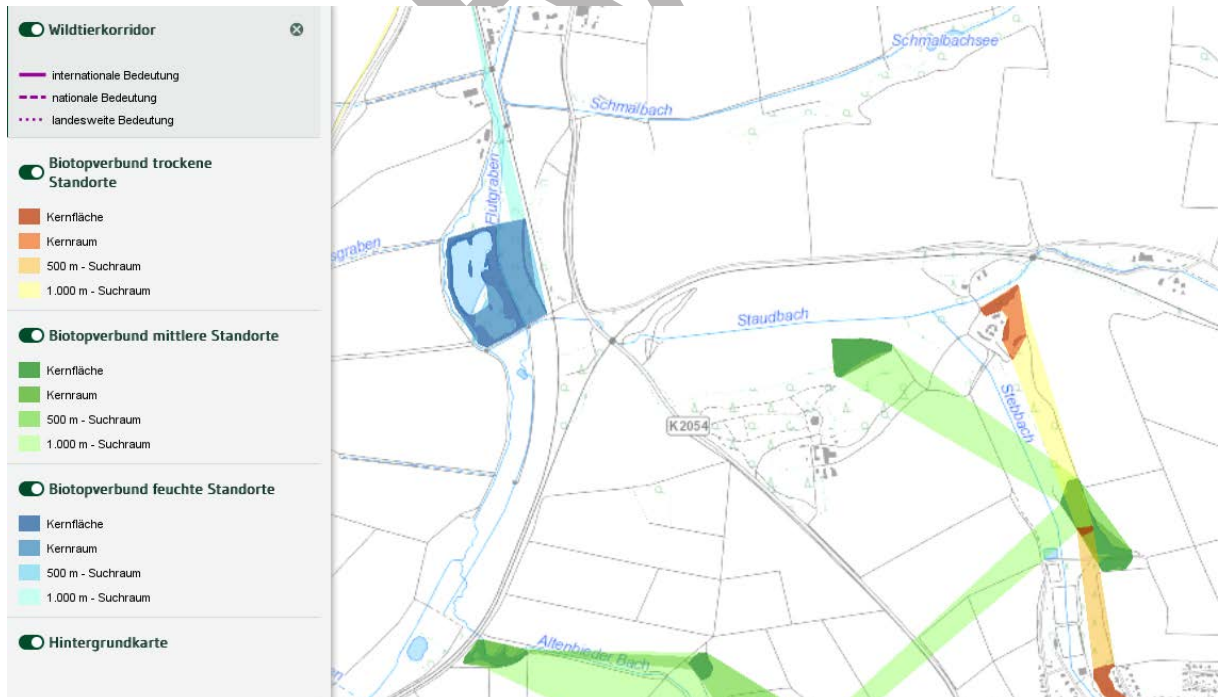 Wildtierkorridor
internationale Bedeutung
nationale Bedeutung
landesweite Bedeutung
Biotopverbund trockene
Standorte
Kernfläche
Kernraum
500 m - Suchraum
1.000 m - Suchraum
Biotopverbund mittlere Standorte
Kernfläche
Kernraum
500 m - Suchraum
1.000 m - Suchraum
Biotopverbund feuchte Standorte
Kernfläche
Kernraum
500 m - Suchraum
1.000 m - Suchraum
Hintergrundkarte
Schmalbachsee
Schmalbach
Flutgraben
sgraben
Staudbach
Stebbach
K2054
Altenbieder Bach